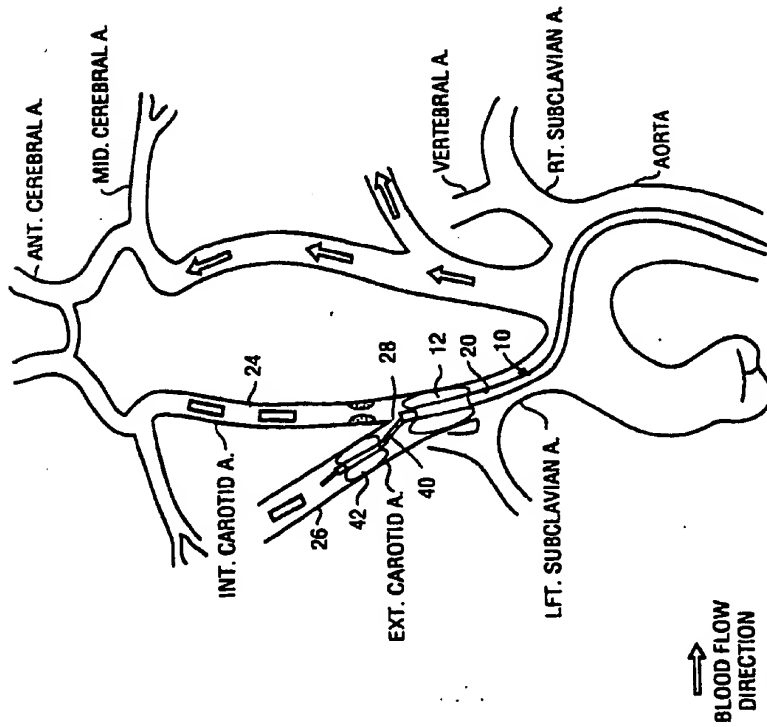 ANT. CEREBRAL A.
MID. CEREBRAL A.
VERTEBRAL A.
RT. SUBCLAVIAN A.
AORTA
24
28
12
20
10
INT. CAROTID A.
26
42
EXT. CAROTID A.
40
LFT. SUBCLAVIAN A.
BLOOD FLOW
DIRECTION